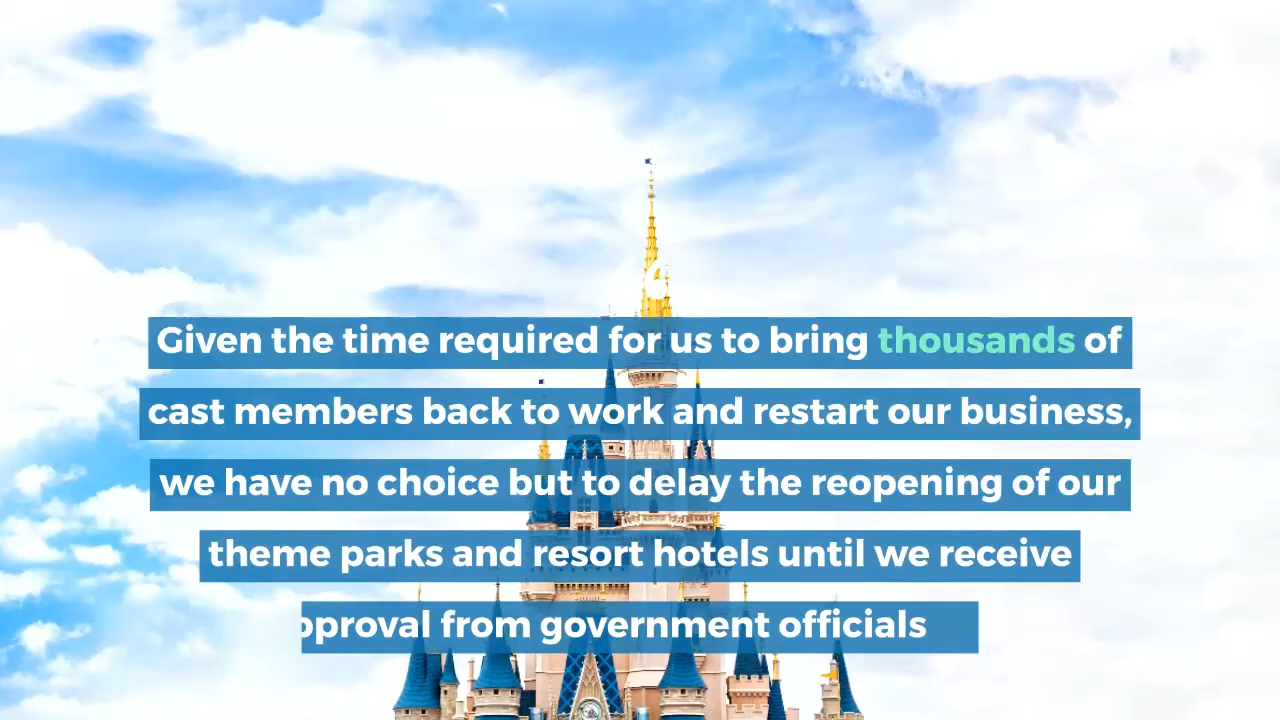 Given the time required for us to bring thousands of
cast members back to work and restart our business,
we have no choice but to delay the reopening of our
theme parks and resort hotels until we receive
pproval from government officials